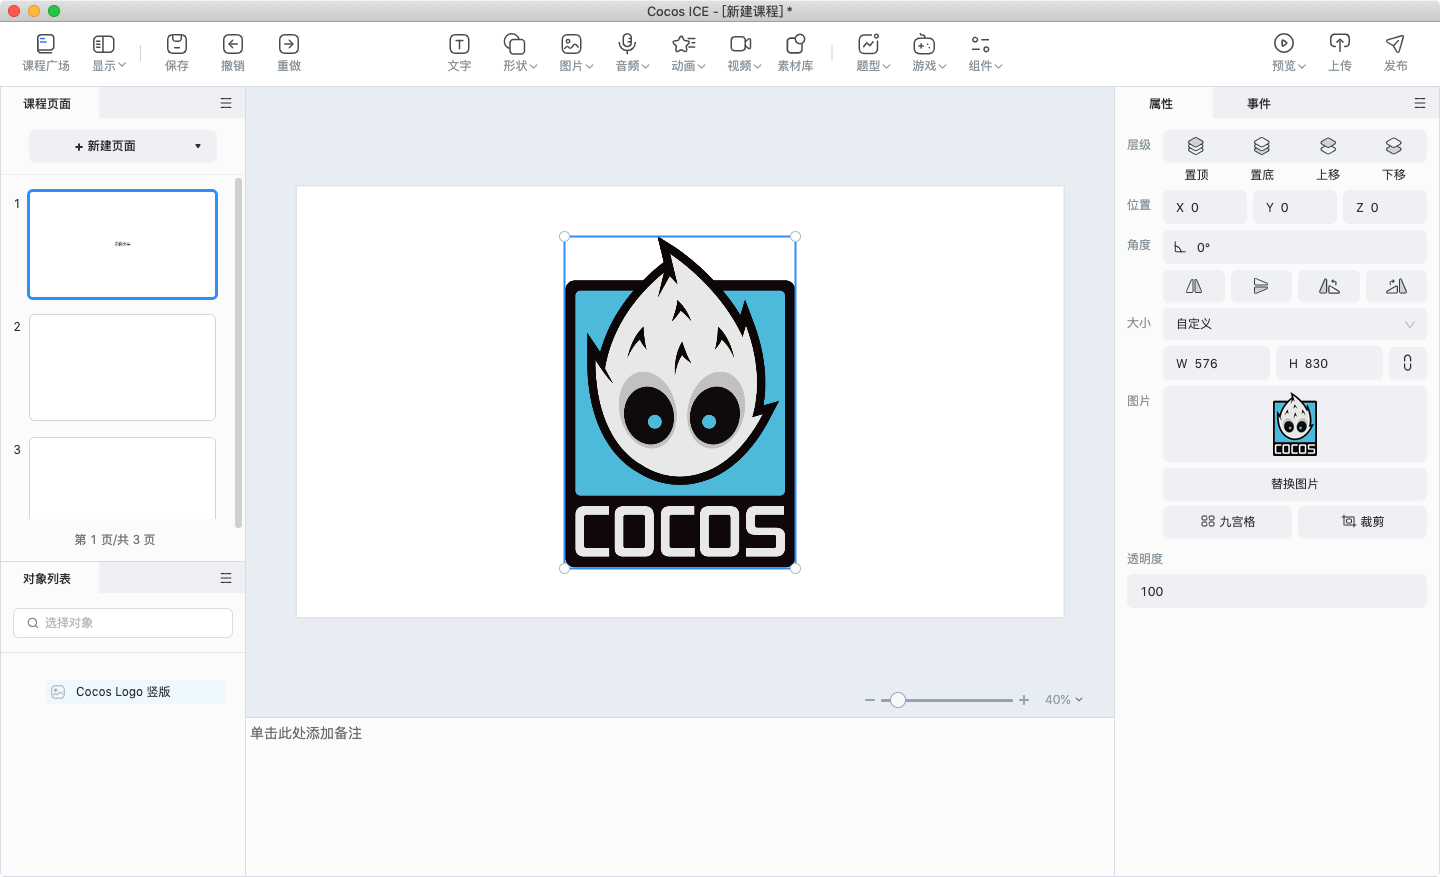 Cocos ICE - [新建课程] *
课程广场 显示 保存 撤销 重做 文字 形状 图片 音频 动画 视频 素材库 题型 游戏 组件 预览 上传 发布
课程页面
+ 新建页面
1
2
3
第 1 页/共 3 页
对象列表
选择对象
Cocos Logo 竖版
COCOS
40%
单击此处添加备注
属性 事件
层级
置顶 置底 上移 下移
位置 X 0 Y 0 Z 0
角度 0°
大小 自定义
W 576 H 830
图片
COCOS
替换图片
九宫格 裁剪
透明度
100